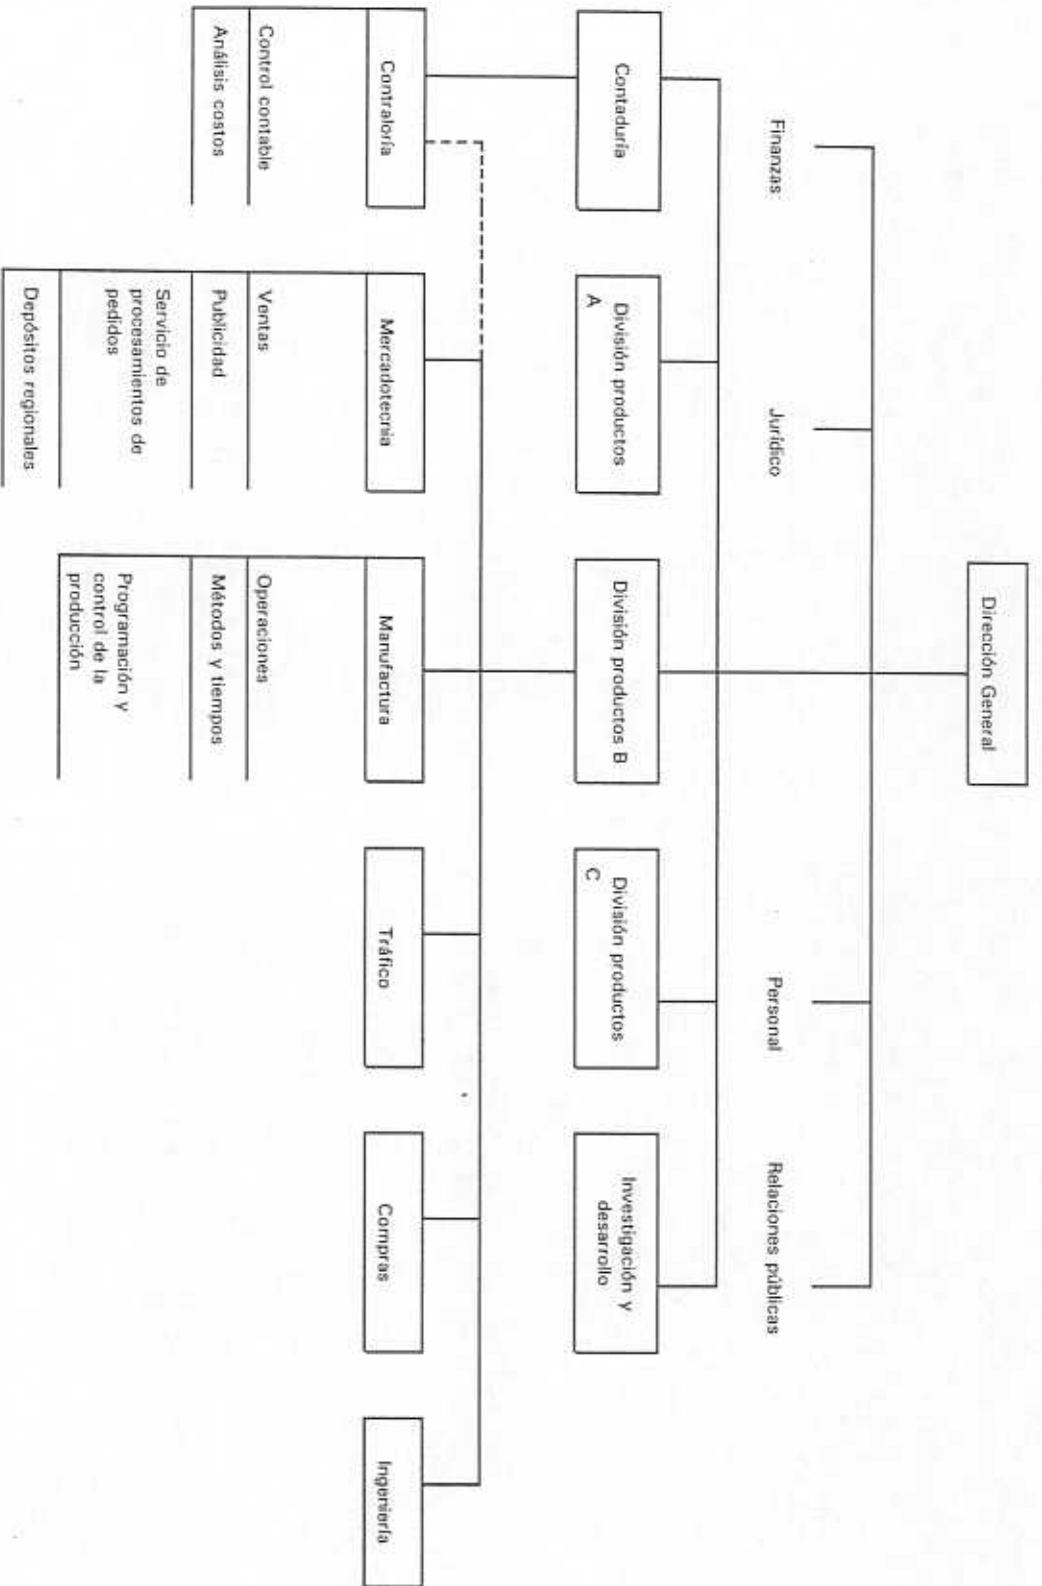 Dirección General
Finanzas:
Jurídico
Personal
Relaciones públicas
Contaduría
División productos
A
División productos B
División productos
C
Investigación y
desarrollo
Contraloría
Mercadotecnia
Manufactura
Tráfico
Compras
Ingeniería
Control contable
Análisis costos
Ventas
Publicidad
Servicio de
procesamientos de
pedidos
Depósitos regionales
Operaciones
Métodos y tiempos
Programación y
control de la
producción